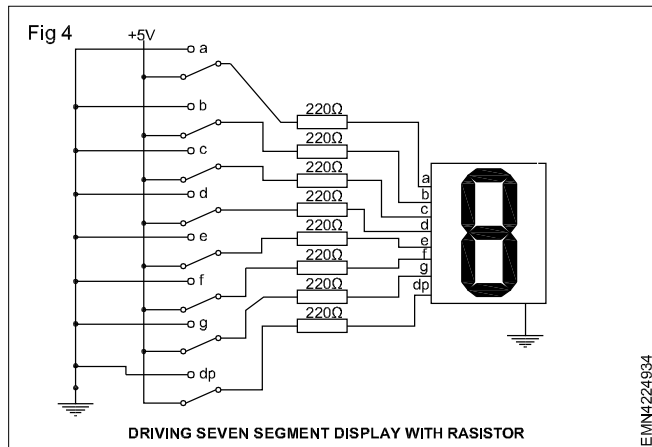 Fig 4
+5V
a
b
c
d
e
f
g
dp
220Ω
220Ω
220Ω
220Ω
220Ω
220Ω
220Ω
220Ω
a
b
c
d
e
f
g
dp
DRIVING SEVEN SEGMENT DISPLAY WITH RASISTOR
EMN4224934